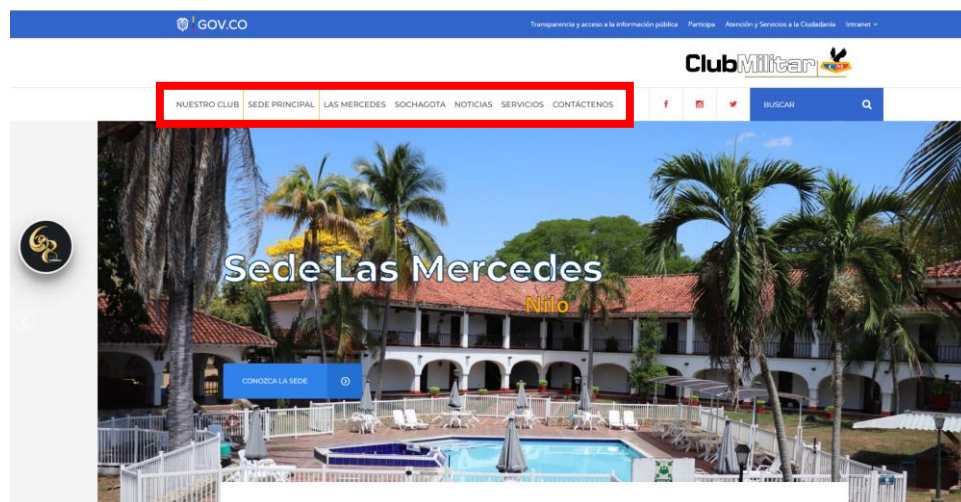 GOV.CO
Transparencia y acceso a la información pública Participa Atención y Servicios a la Ciudadanía Intranet
ClubMilitar
NUESTRO CLUB SEDE PRINCIPAL LAS MERCEDES SOCHAGOTA NOTICIAS SERVICIOS CONTÁCTENOS
BUSCAR
Sede Las Mercedes
Nilo
CONOZCA LA SEDE